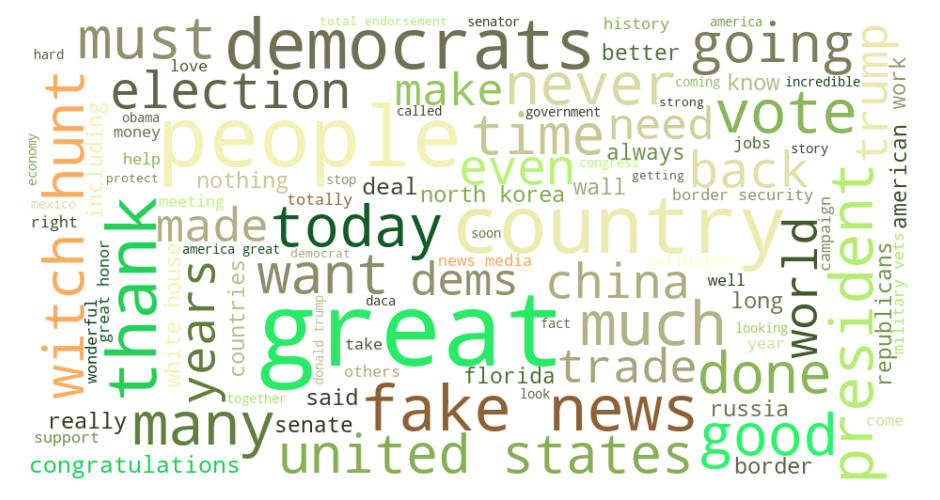 total endorsement
senator
history
america
must
democrats
going
hard
love
better
election
make
never
know
coming
incredible
trump
work
obama
called
government
strong
vote
money
people
time
need
always
jobs
story
economy
hunt
including
help
even
congress
back
american
protect
nothing
stop
deal
getting
wall
north korea
border security
mexico
meeting
totally
right
thank
made
today
soon
country
campaign
president
witch
america great
democrat
news media
collusion
great honor
white house
years
countries
want
dems
china
well
world
republicans
military vets
wonderful
daca
long
great
much
donald trump
fact
looking
year
take
others
trade
florida
done
together
said
look
really
many
fake news
russia
come
support
senate
good
congratulations
united states
border